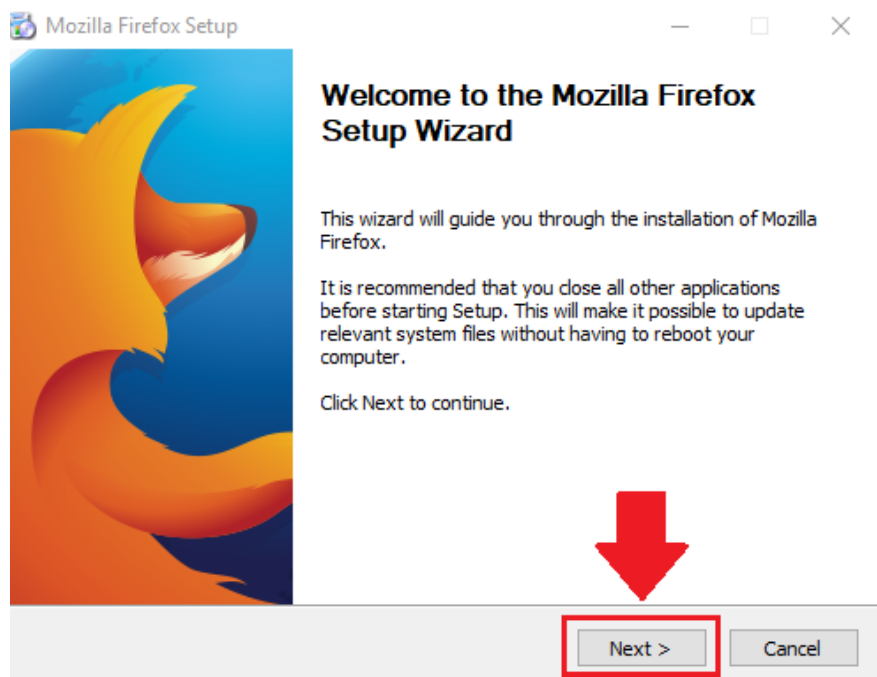 Mozilla Firefox Setup
Welcome to the Mozilla Firefox
Setup Wizard
This wizard will guide you through the installation of Mozilla
Firefox.
It is recommended that you close all other applications
before starting Setup. This will make it possible to update
relevant system files without having to reboot your
computer.
Click Next to continue.
Next >
Cancel